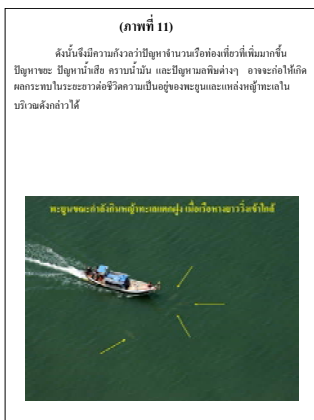 (ภาพที่ 11)
ดังนั้นจึงมีความกังวลว่าปัญหาจำนวนเรือท่องเที่ยวที่เพิ่มมากขึ้น
ปัญหาขยะ ปัญหาน้ำเสีย คราบน้ำมัน และปัญหามลพิษต่างๆ อาจจะก่อให้เกิด
ผลกระทบในระยะยาวต่อชีวิตความเป็นอยู่ของพะยูนและแหล่งหญ้าทะเลใน
บริเวณดังกล่าวได้
พะยูนขณะกำลังกินหญ้าทะเลแตกฝูง เมื่อเรือหางยาววิ่งเข้าใกล้